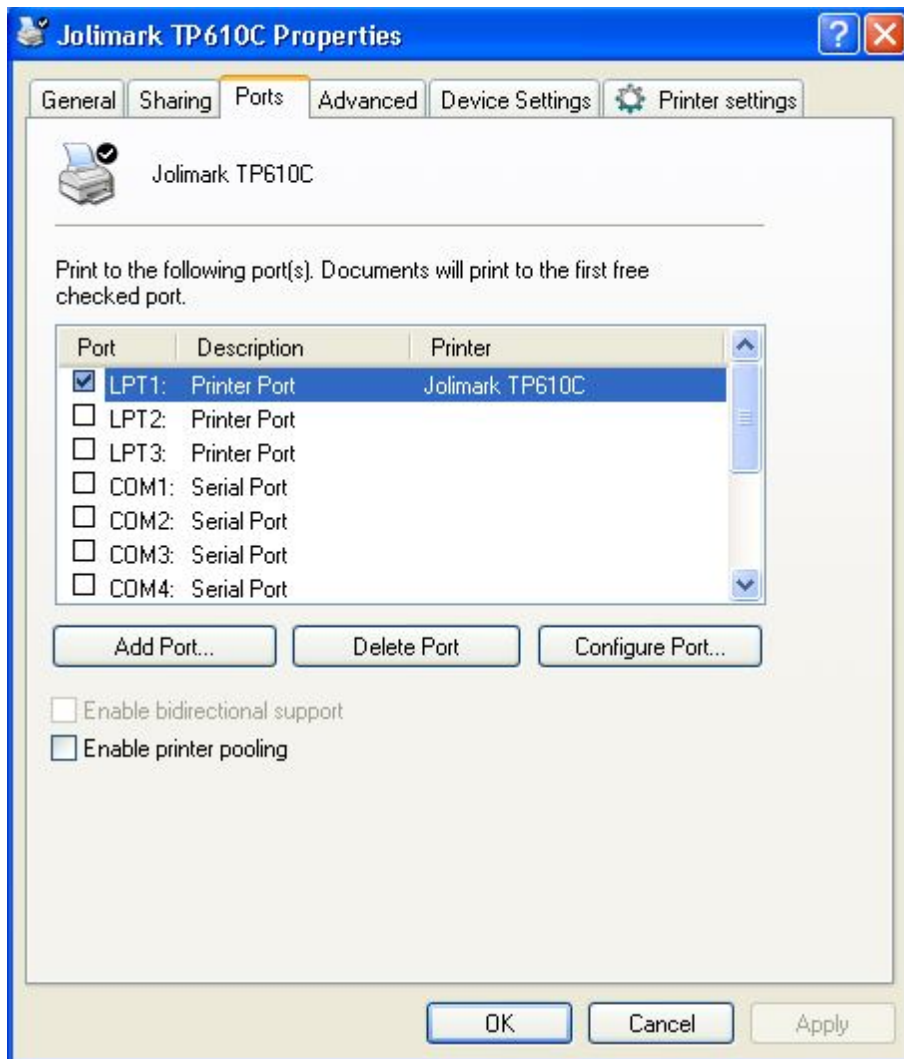 Jolimark TP610C Properties
General Sharing Ports Advanced Device Settings Printer settings
Jolimark TP610C
Print to the following port(s). Documents will print to the first free
checked port.
Port Description Printer
LPT1: Printer Port Jolimark TP610C
LPT2: Printer Port
LPT3: Printer Port
COM1: Serial Port
COM2: Serial Port
COM3: Serial Port
COM4: Serial Port
Add Port... Delete Port Configure Port...
Enable bidirectional support
Enable printer pooling
OK Cancel Apply